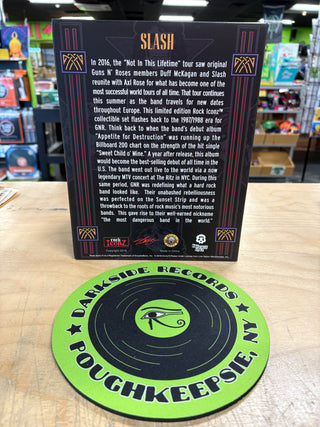 SLASH
In 2016, the "Not In This Lifetime" tour saw original
Guns N' Roses members Duff McKagan and Slash
reunite with Axl Rose for what has become one of the
most successful world tours of all time. That tour continues
this summer as the band travels for new dates
throughout Europe. This limited edition Rock Iconz™
collectible set flashes back to the 1987/1988 era for
GNR. Think back to when the band's debut album
"Appetite for Destruction" was running up the
Billboard 200 chart on the strength of the hit single
"Sweet Child o' Mine." A year after release, this album
would become the best-selling debut of all time in the
U.S. The band went out live to the world via a now
legendary MTV concert at The Ritz in NYC. During this
same period, GNR was redefining what a hard rock
band looked like. Their unabashed rebelliousness
was perfected on the Sunset Strip and was a
throwback to the roots of rock music's most notorious
bands. This gave rise to their well-earned nickname
"the most dangerous band in the world"
rock
ICONZ
DARKSIDE RECORDS
POUGHKEEPSIE, NY